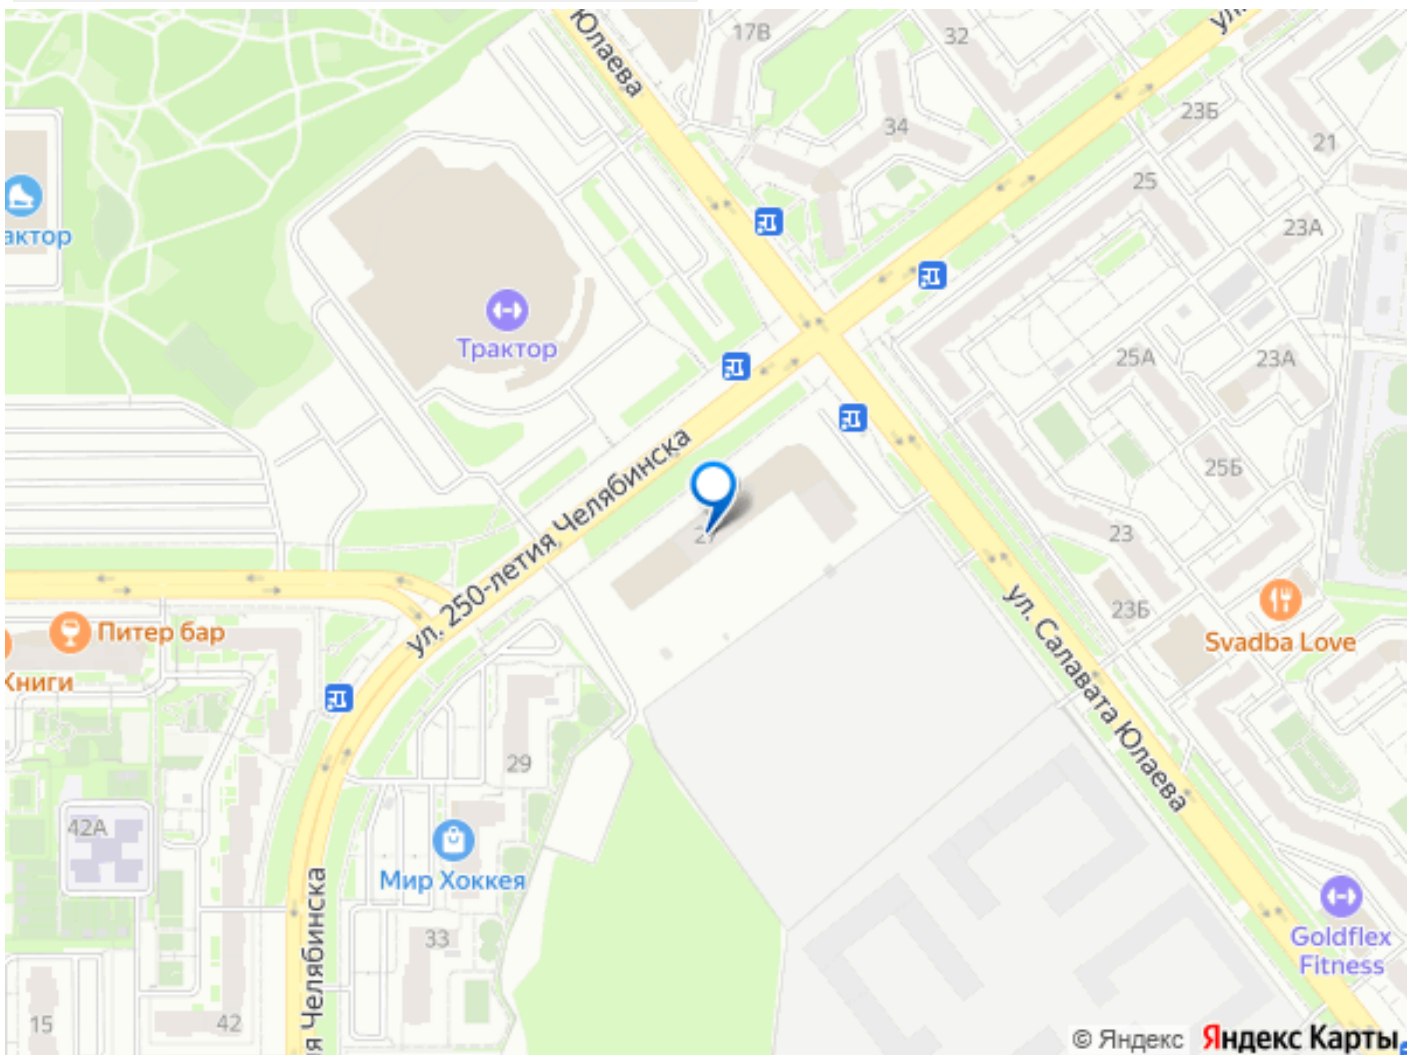 Юлаева
17В
32
ул.
34
23Б
21
25
23А
актор
Трактор
25А
23А
25Б
ул. 250-летия Челябинска
27
23
23Б
ул. Салавата Юлаева
Svadba Love
Питер бар
Книги
29
42А
Мир Хоккея
33
Челябинска
15
42
Goldflex
Fitness
© Яндекс Яндекс Карты